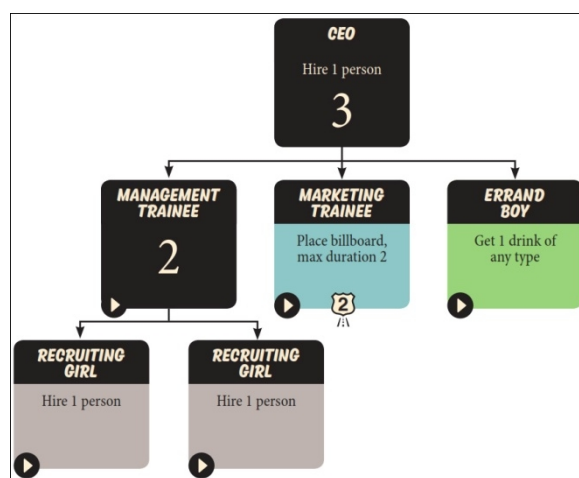 CEO
Hire 1 person
3
MANAGEMENT
TRAINEE
2
MARKETING
TRAINEE
Place billboard,
max duration 2
2
ERRAND
BOY
Get 1 drink of
any type
RECRUITING
GIRL
Hire 1 person
RECRUITING
GIRL
Hire 1 person